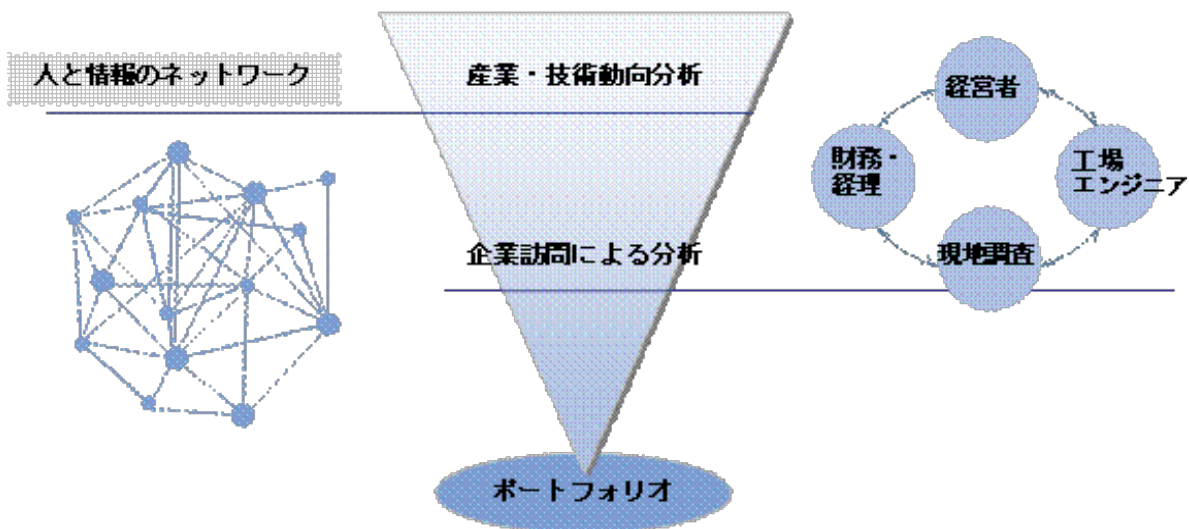 人と情報のネットワーク
産業・技術動向分析
経営者
財務・
経理
工場
エンジニア
企業訪問による分析
現地調査
ポートフォリオ